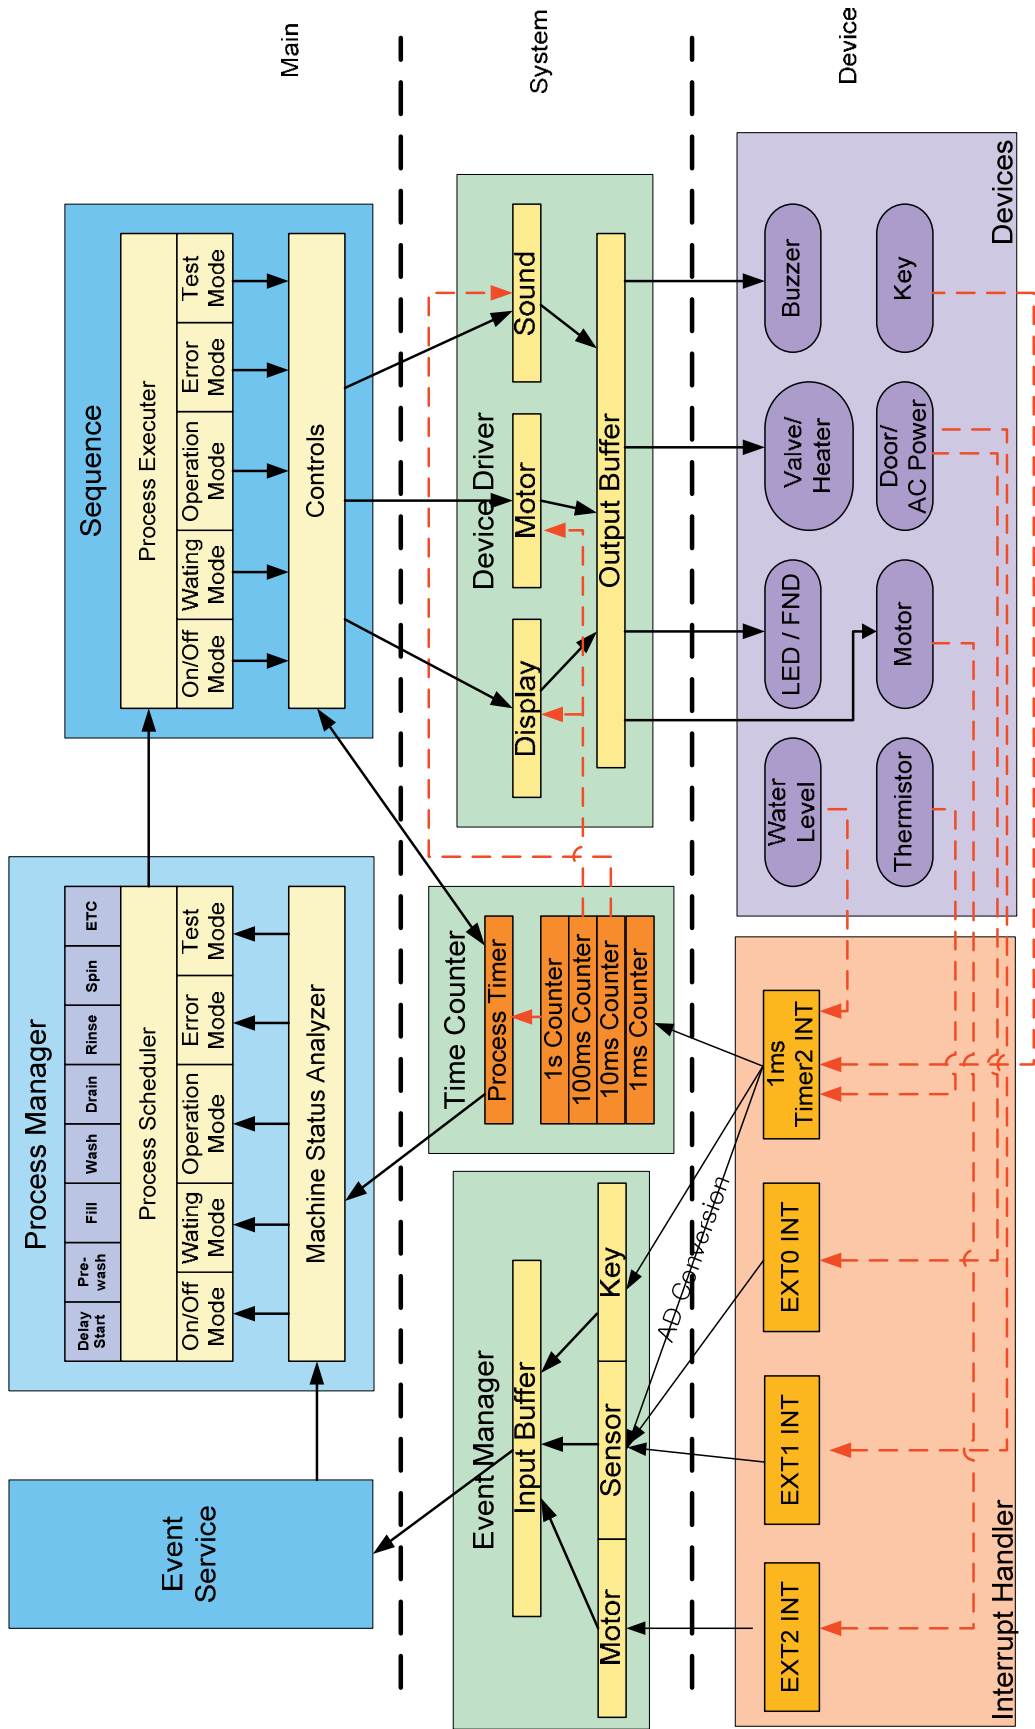 Event
Service
Process Manager
Delay
Start
Pre-
wash
Fill
Wash
Drain
Rinse
Spin
ETC
Process Scheduler
On/Off
Mode
Wating
Mode
Operation
Mode
Error
Mode
Test
Mode
Machine Status Analyzer
Sequence
Process Executer
On/Off
Mode
Wating
Mode
Operation
Mode
Error
Mode
Test
Mode
Controls
Main
Event Manager
Input Buffer
Motor
Sensor
Key
Time Counter
Process Timer
1s Counter
100ms Counter
10ms Counter
1ms Counter
Device Driver
Display
Motor
Sound
Output Buffer
System
AD Conversion
EXT2 INT
EXT1 INT
EXT0 INT
1ms
Timer2 INT
Interrupt Handler
Water
Level
LED / FND
Valve/
Heater
Buzzer
Thermistor
Motor
Door/
AC Power
Key
Devices
Device